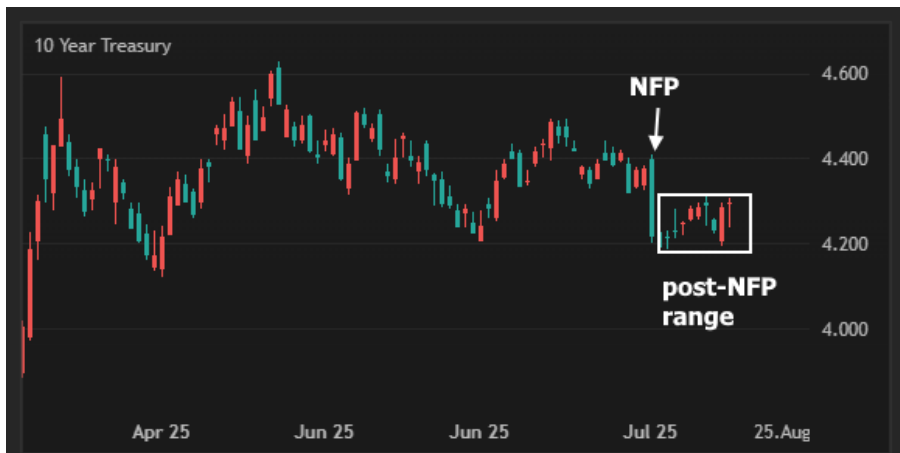 10 Year Treasury
4.600
NFP
4.400
4.200
post-NFP
range
4.000
Apr 25
Jun 25
Jun 25
Jul 25
25.Aug